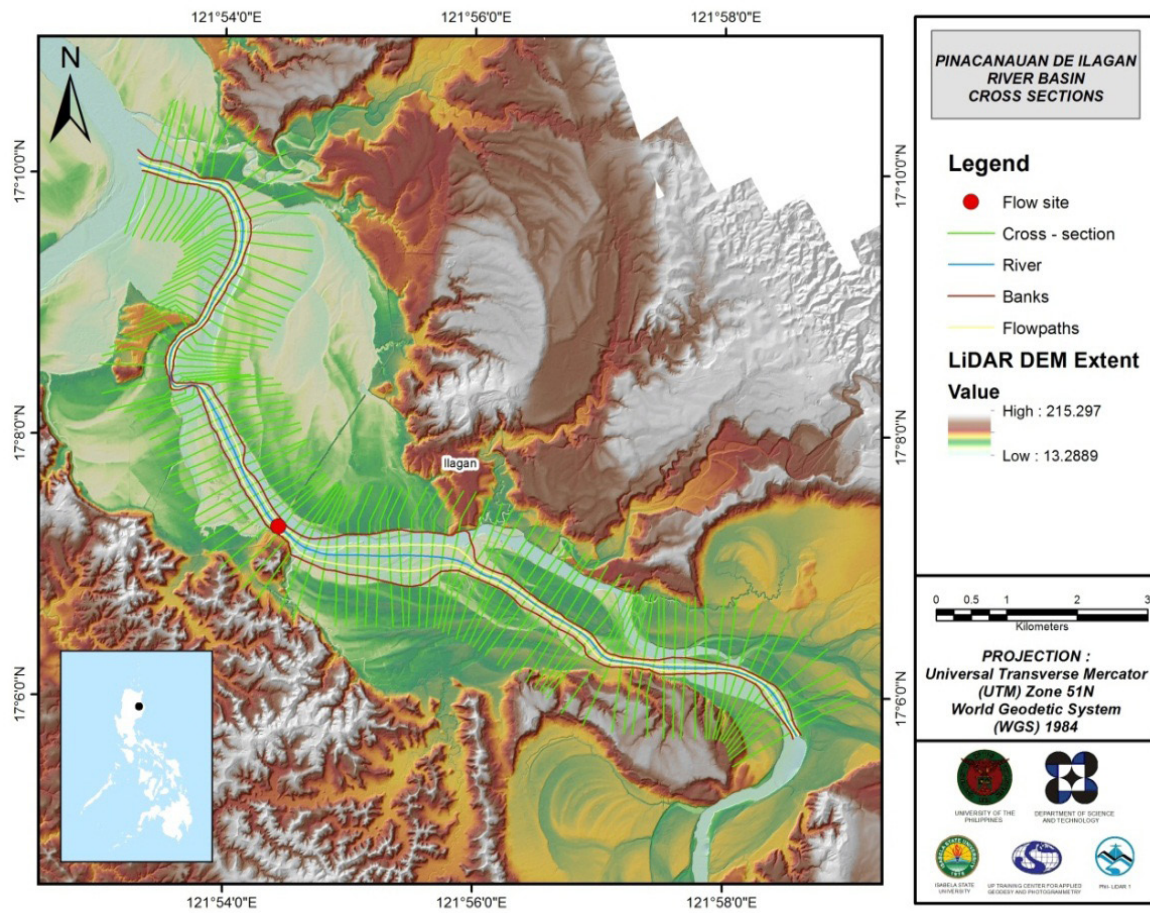 121°54'0"E
121°56'0"E
121°58'0"E
N
17°10'0"N
17°10'0"N
17°8'0"N
17°8'0"N
Ilagan
17°6'0"N
17°6'0"N
121°54'0"E
121°56'0"E
121°58'0"E
PINACANAUAN DE ILAGAN
RIVER BASIN
CROSS SECTIONS
Legend
Flow site
Cross - section
River
Banks
Flowpaths
LiDAR DEM Extent
Value
High : 215.297
Low : 13.2889
0 0.5 1 2 3
Kilometers
PROJECTION :
Universal Transverse Mercator
(UTM) Zone 51N
World Geodetic System
(WGS) 1984
UNIVERSITY OF THE
PHILIPPINES
DEPARTMENT OF SCIENCE
AND TECHNOLOGY
ISABELA STATE
UNIVERSITY
UP TRAINING CENTER FOR APPLIED
GEODESY AND PHOTOGRAMMETRY
Phil- LiDAR 1